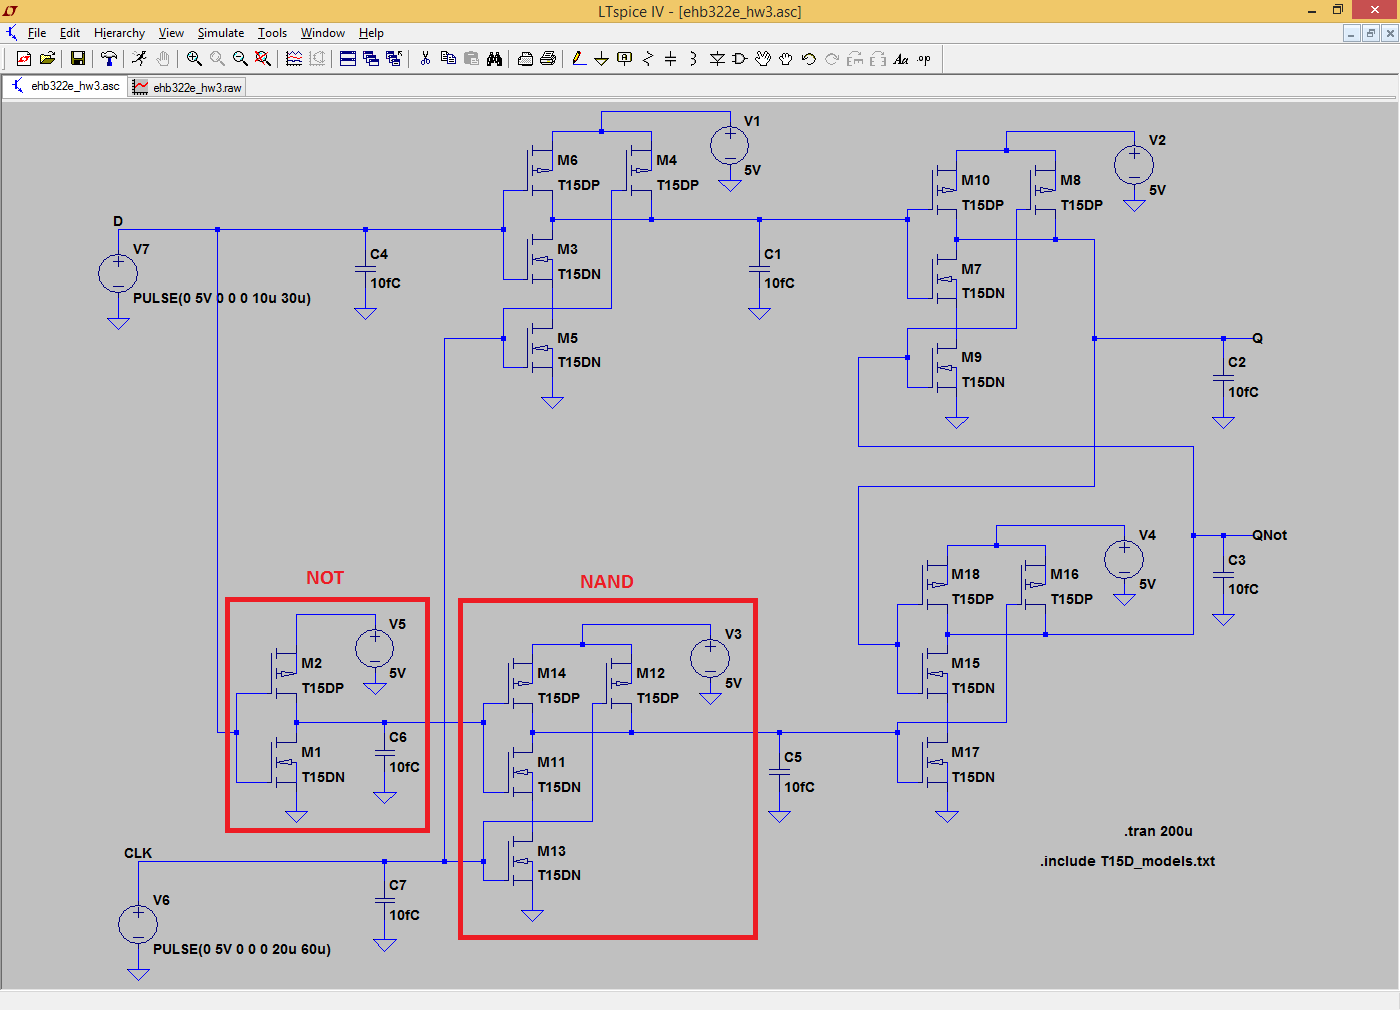 LTspice IV - [ehb322e_hw3.asc]
File Edit Hierarchy View Simulate Tools Window Help
Aa .op
ehb322e_hw3.asc ehb322e_hw3.raw
V1
5V
M6
T15DP
M4
T15DP
V2
5V
M10
T15DP
M8
T15DP
D
V7
PULSE(0 5V 0 0 0 10u 30u)
C4
10fC
M3
T15DN
C1
10fC
M7
T15DN
M5
T15DN
M9
T15DN
Q
C2
10fC
QNot
C3
10fC
V4
5V
M18
T15DP
M16
T15DP
M15
T15DN
M17
T15DN
NOT
NAND
V5
5V
M2
T15DP
M1
T15DN
C6
10fC
V3
5V
M14
T15DP
M12
T15DP
M11
T15DN
M13
T15DN
C5
10fC
CLK
V6
PULSE(0 5V 0 0 0 20u 60u)
C7
10fC
.tran 200u
.include T15D_models.txt